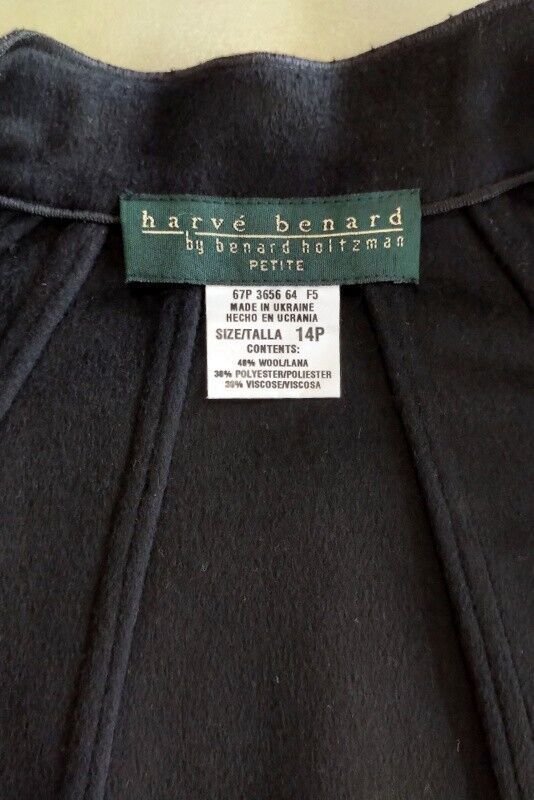 harvé benard
by benard holtzman
PETITE
67P 3656 64 F5
MADE IN UKRAINE
HECHO EN UCRANIA
SIZE/TALLA 14P
CONTENTS:
40% WOOL/LANA
30% POLYESTER/POLIESTER
30% VISCOSE/VISCOSA